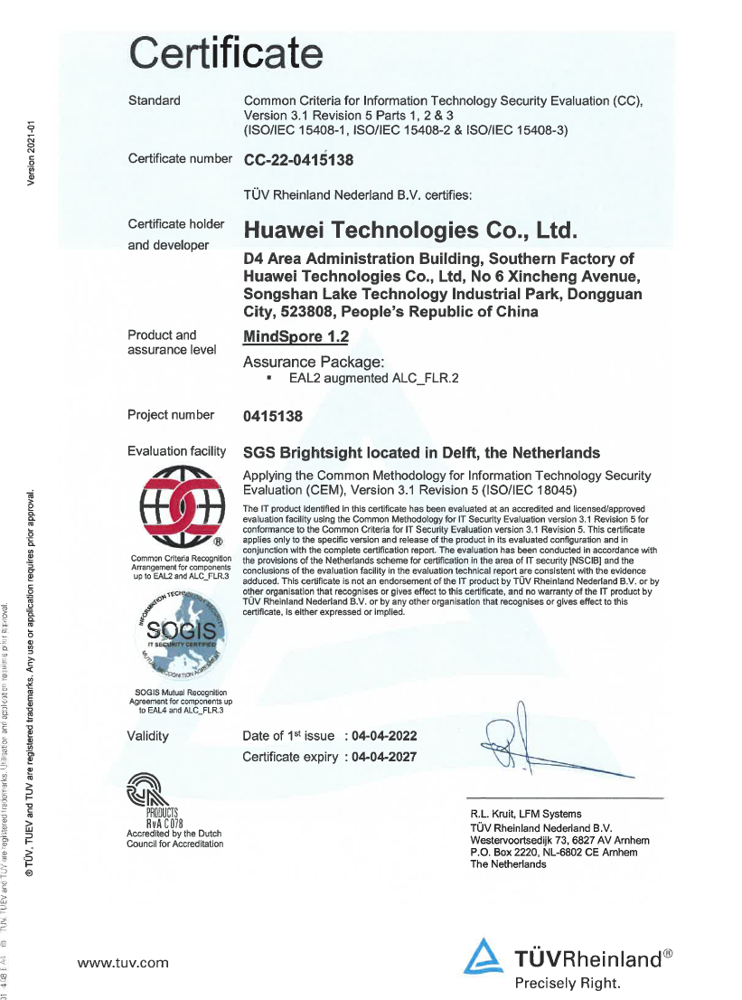 Certificate
Standard
Common Criteria for Information Technology Security Evaluation (CC),
Version 3.1 Revision 5 Parts 1, 2 & 3
(ISO/IEC 15408-1, ISO/IEC 15408-2 & ISO/IEC 15408-3)
Certificate number
CC-22-0415138
TÜV Rheinland Nederland B.V. certifies:
Certificate holder
and developer
Huawei Technologies Co., Ltd.
D4 Area Administration Building, Southern Factory of
Huawei Technologies Co., Ltd, No 6 Xincheng Avenue,
Songshan Lake Technology Industrial Park, Dongguan
City, 523808, People's Republic of China
Product and
assurance level
MindSpore 1.2
Assurance Package:
▪ EAL2 augmented ALC_FLR.2
Project number
0415138
Evaluation facility
SGS Brightsight located in Delft, the Netherlands
Applying the Common Methodology for Information Technology Security
Evaluation (CEM), Version 3.1 Revision 5 (ISO/IEC 18045)
The IT product identified in this certificate has been evaluated at an accredited and licensed/approved
evaluation facility using the Common Methodology for IT Security Evaluation version 3.1 Revision 5 for
conformance to the Common Criteria for IT Security Evaluation version 3.1 Revision 5. This certificate
applies only to the specific version and release of the product in its evaluated configuration and in
conjunction with the complete certification report. The evaluation has been conducted in accordance with
the provisions of the Netherlands scheme for certification in the area of IT security [NSCIB] and the
conclusions of the evaluation facility in the evaluation technical report are consistent with the evidence
adduced. This certificate is not an endorsement of the IT product by TÜV Rheinland Nederland B.V. or by
other organisation that recognises or gives effect to this certificate, and no warranty of the IT product by
TÜV Rheinland Nederland B.V. or by any other organisation that recognises or gives effect to this
certificate, is either expressed or implied.
®
Common Criteria Recognition
Arrangement for components
up to EAL2 and ALC_FLR.3
INFORMATION TECHNOLOGY SECURITY
SOGIS
IT SECURITY CERTIFIED
MUTUAL RECOGNITION AGREEMENT
SOGIS Mutual Recognition
Agreement for components up
to EAL4 and ALC_FLR.3
Validity
Date of 1st issue : 04-04-2022
Certificate expiry : 04-04-2027
PRODUCTS
RvA C 078
Accredited by the Dutch
Council for Accreditation
R.L. Kruit, LFM Systems
TÜV Rheinland Nederland B.V.
Westervoortsedijk 73, 6827 AV Arnhem
P.O. Box 2220, NL-6802 CE Arnhem
The Netherlands
www.tuv.com
TÜVRheinland®
Precisely Right.
Version 2021-01
® TÜV, TUEV and TUV are registered trademarks. Any use or application requires prior approval.
® TÜV, TUEV and TUV are registered trademarks. Utilisation and application requires prior approval.